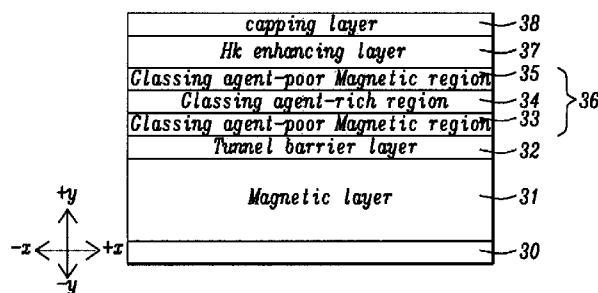 capping layer 38
Hk enhancing layer 37
Glassing agent-poor Magnetic region 35
Glassing agent-rich region 34
36
Glassing agent-poor Magnetic region 33
Tunnel barrier layer 32
Magnetic layer 31
+y
-x +x
-y
30